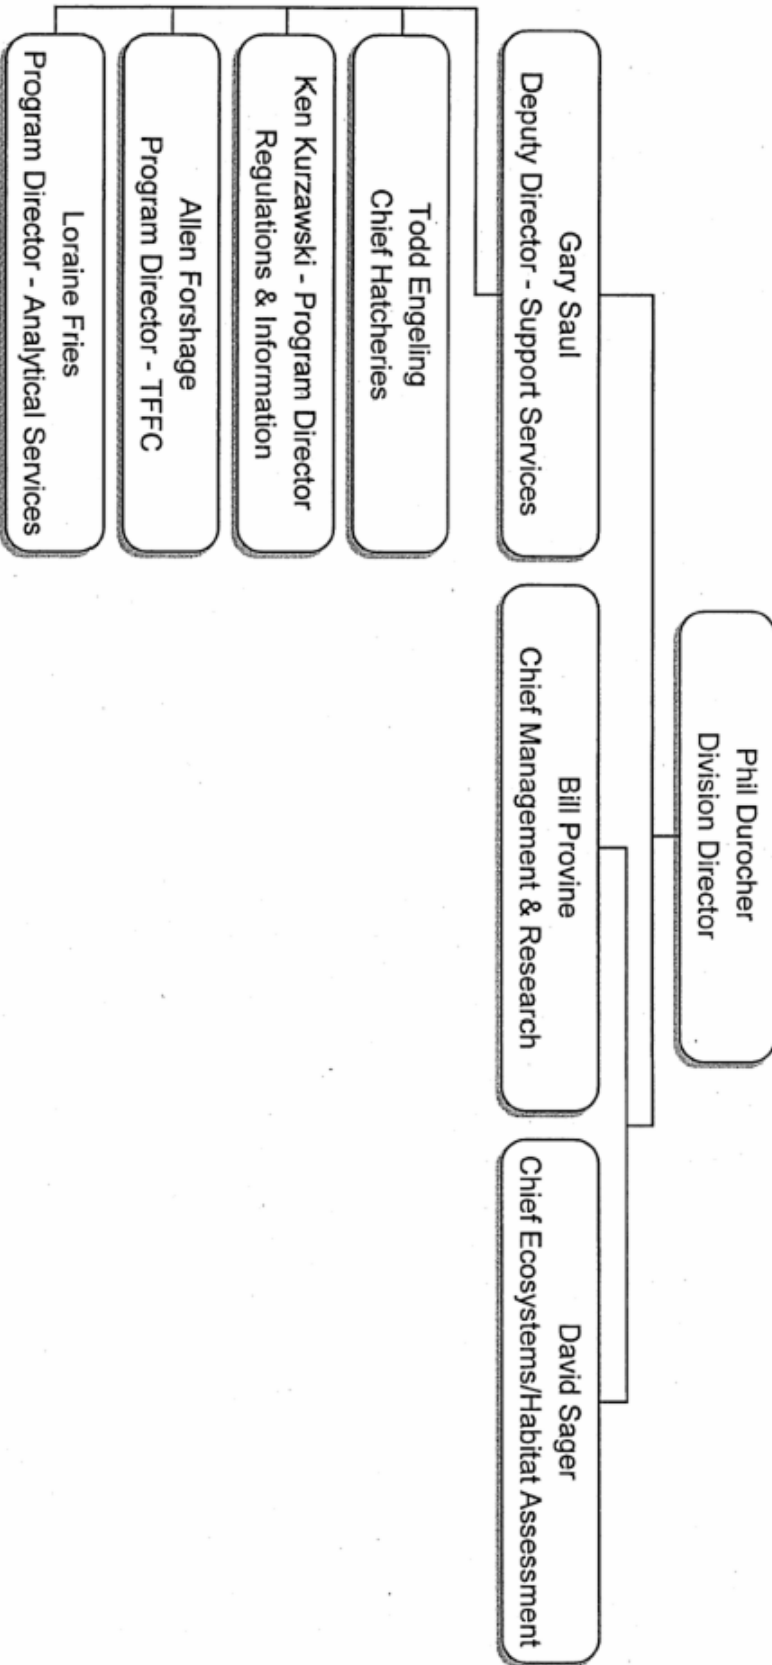 Phil Durocher
Division Director
Gary Saul
Deputy Director - Support Services
Bill Provine
Chief Management & Research
David Sager
Chief Ecosystems/Habitat Assessment
Todd Engeling
Chief Hatcheries
Ken Kurzawski - Program Director
Regulations & Information
Allen Forshage
Program Director - TFFC
Loraine Fries
Program Director - Analytical Services